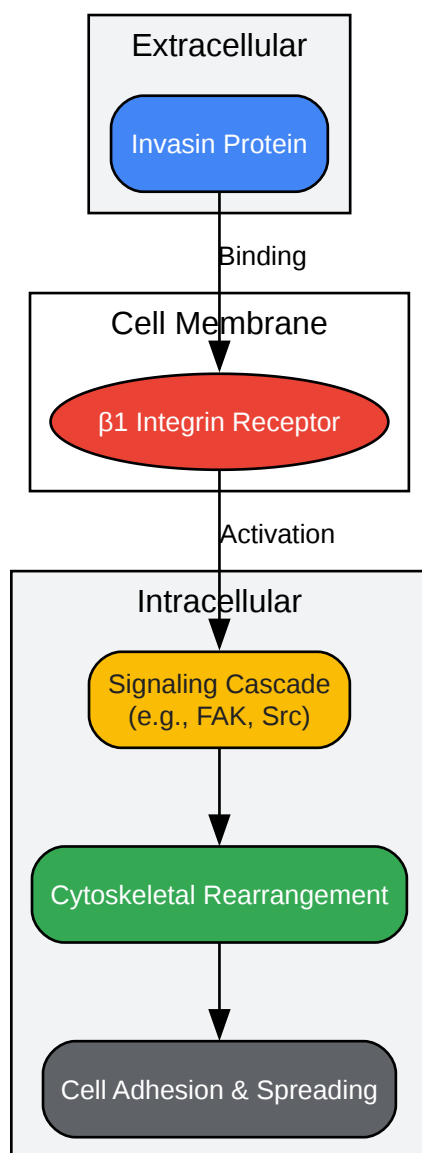 Extracellular
Invasin Protein
Binding
Cell Membrane
β1 Integrin Receptor
Activation
Intracellular
Signaling Cascade
(e.g., FAK, Src)
Cytoskeletal Rearrangement
Cell Adhesion & Spreading